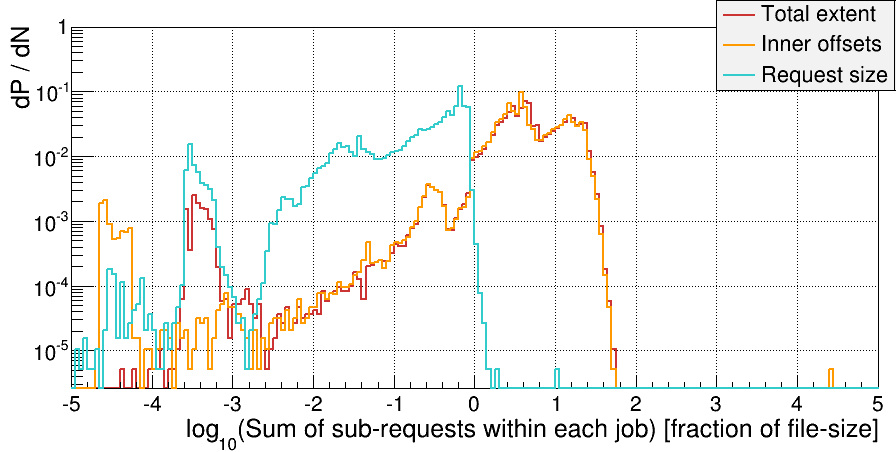 Total extent
Inner offsets
Request size
dP / dN
1
10^-1
10^-2
10^-3
10^-4
10^-5
-5 -4 -3 -2 -1 0 1 2 3 4 5
log_10(Sum of sub-requests within each job) [fraction of file-size]